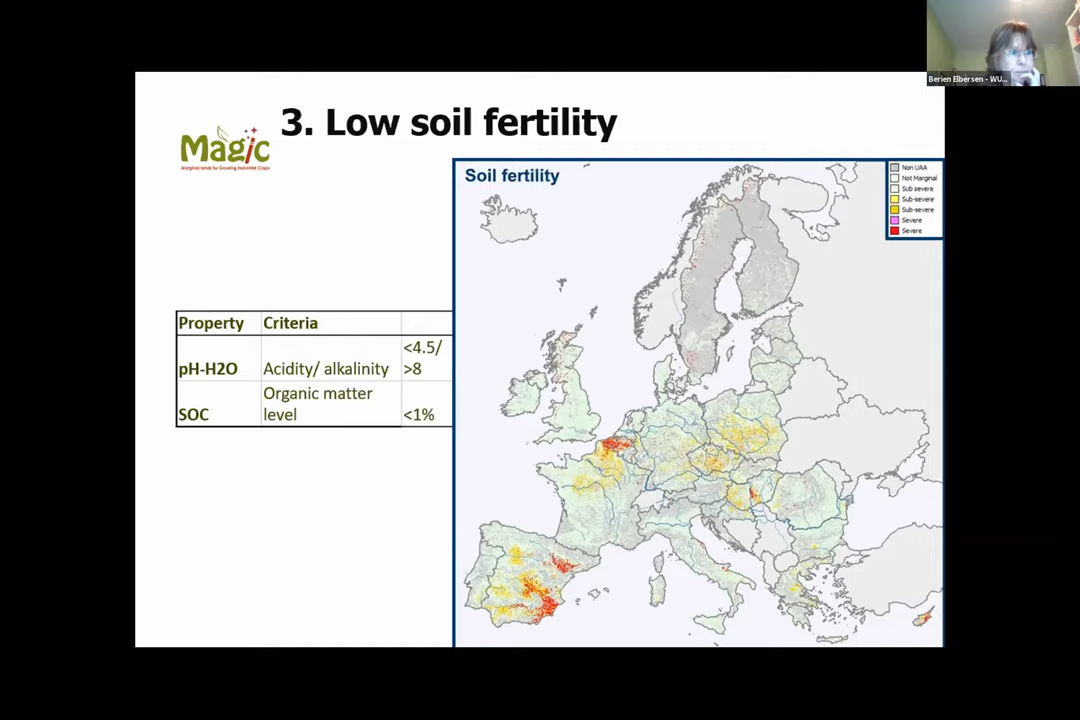 Berien Elbersen - WU...
3. Low soil fertility
Magic
Marginal lands for Growing Industrial Crops
Soil fertility
Non UAA
Not Marginal
Sub severe
Sub-severe
Sub-severe
Severe
Severe
Property Criteria
pH-H2O Acidity/ alkalinity <4.5/ >8
SOC Organic matter level <1%